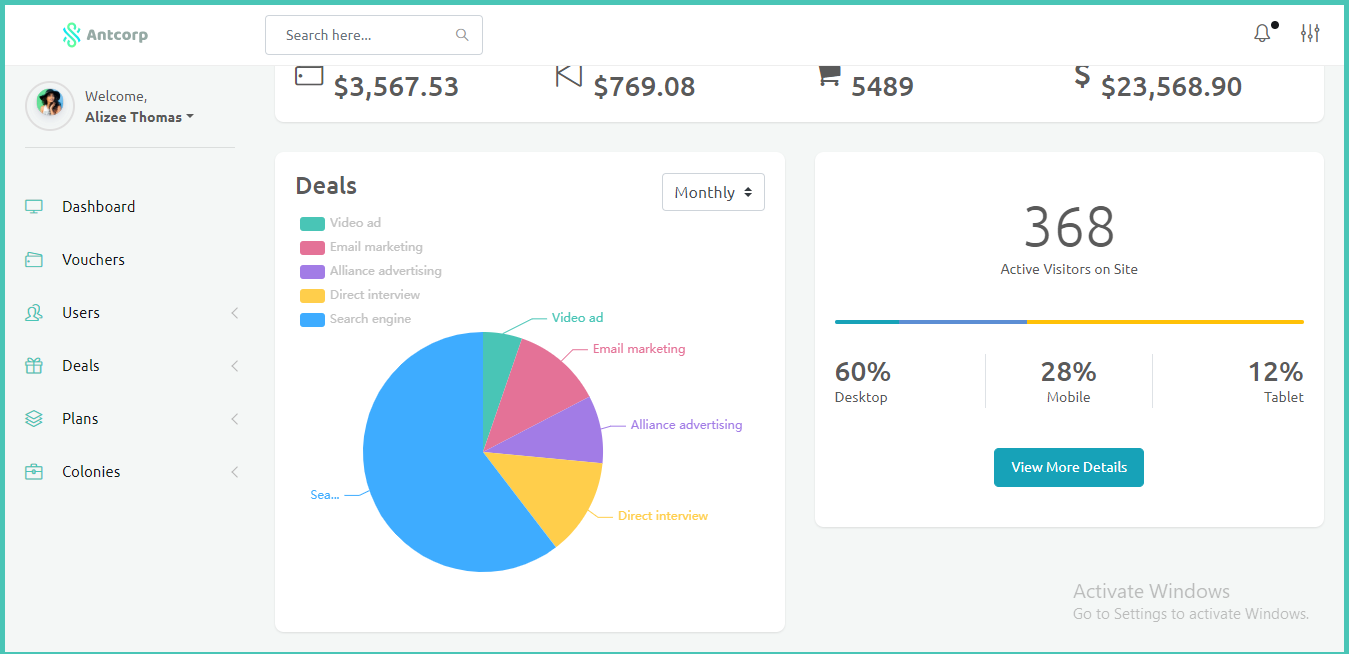 Antcorp
Search here...
Welcome,
Alizee Thomas
$3,567.53
$769.08
5489
$23,568.90
Dashboard
Vouchers
Users
Deals
Plans
Colonies
Deals
Monthly
Video ad
Email marketing
Alliance advertising
Direct interview
Search engine
Video ad
Email marketing
Alliance advertising
Sea...
Direct interview
368
Active Visitors on Site
60%
Desktop
28%
Mobile
12%
Tablet
View More Details
Activate Windows
Go to Settings to activate Windows.